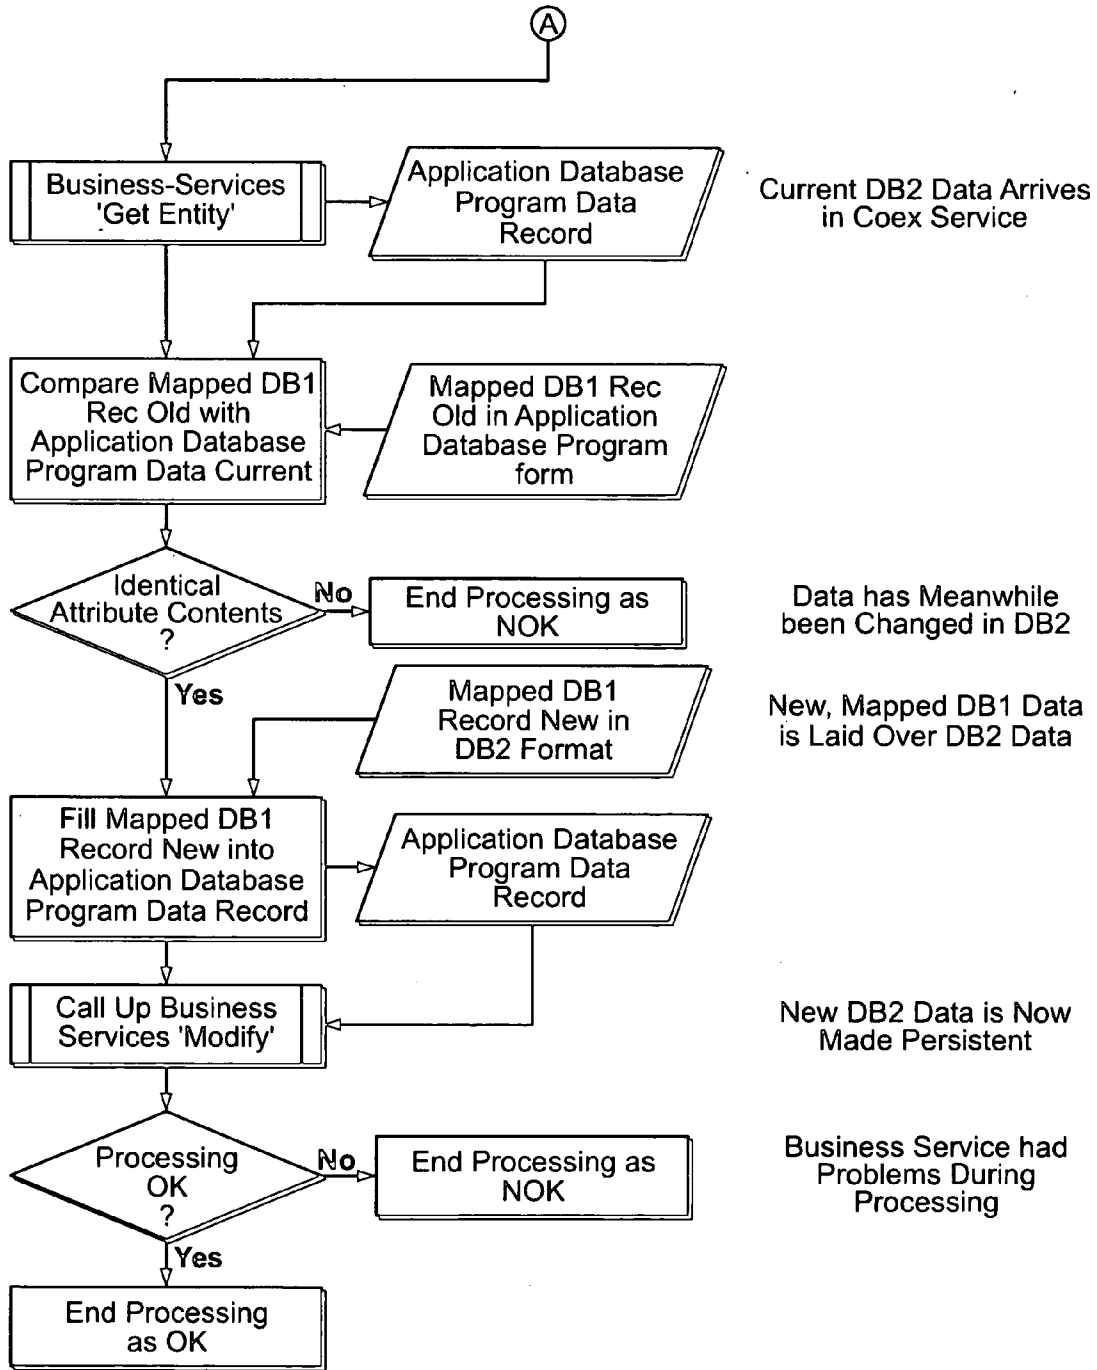 A
Business-Services
'Get Entity'
Application Database
Program Data
Record
Current DB2 Data Arrives
in Coex Service
Compare Mapped DB1
Rec Old with
Application Database
Program Data Current
Mapped DB1 Rec
Old in Application
Database Program
form
Identical
Attribute Contents
?
No
End Processing as
NOK
Data has Meanwhile
been Changed in DB2
Yes
Mapped DB1
Record New in
DB2 Format
New, Mapped DB1 Data
is Laid Over DB2 Data
Fill Mapped DB1
Record New into
Application Database
Program Data Record
Application Database
Program Data
Record
Call Up Business
Services 'Modify'
New DB2 Data is Now
Made Persistent
Processing
OK
?
No
End Processing as
NOK
Business Service had
Problems During
Processing
Yes
End Processing
as OK